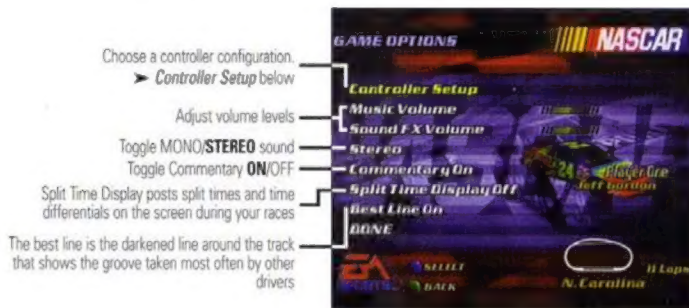 Choose a controller configuration.
➤ Controller Setup below
Adjust volume levels
Toggle MONO/STEREO sound
Toggle Commentary ON/OFF
Split Time Display posts split times and time
differentials on the screen during your races
The best line is the darkened line around the track
that shows the groove taken most often by other
drivers
GAME OPTIONS
NASCAR
Controller Setup
Music Volume
Sound FX Volume
Stereo
Commentary On
Split Time Display Off
Best Line On
DONE
24
Player One
Jeff Gordon
EA
SELECT
BACK
11 Laps
N. Carolina